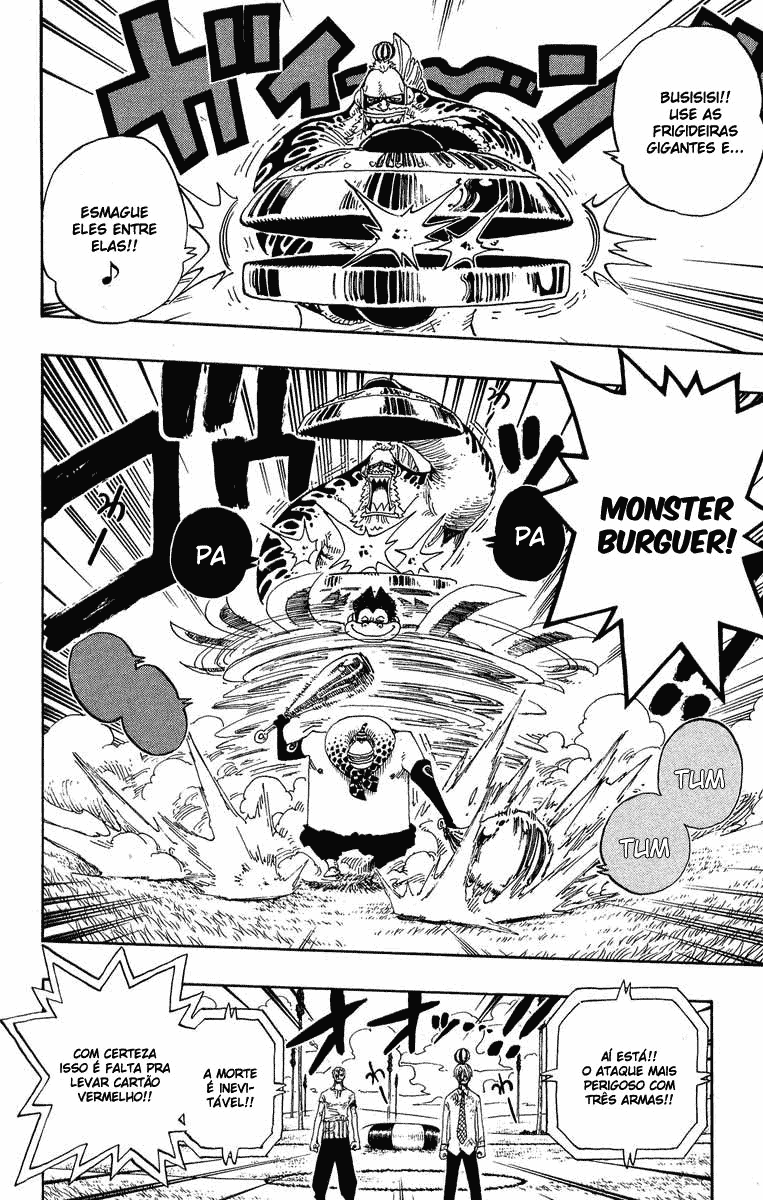 BUSISISI!!
USE AS
FRIGIDEIRAS
GIGANTES E...
ESMAGUE
ELES ENTRE
ELAS!!
♪
MONSTER
BURGUER!
PA
PA
TUM
TUM
AÍ ESTÁ!!
O ATAQUE MAIS
PERIGOSO COM
TRÊS ARMAS!!
A MORTE
É INEVI-
TÁVEL!!
COM CERTEZA
ISSO É FALTA PRA
LEVAR CARTÃO
VERMELHO!!